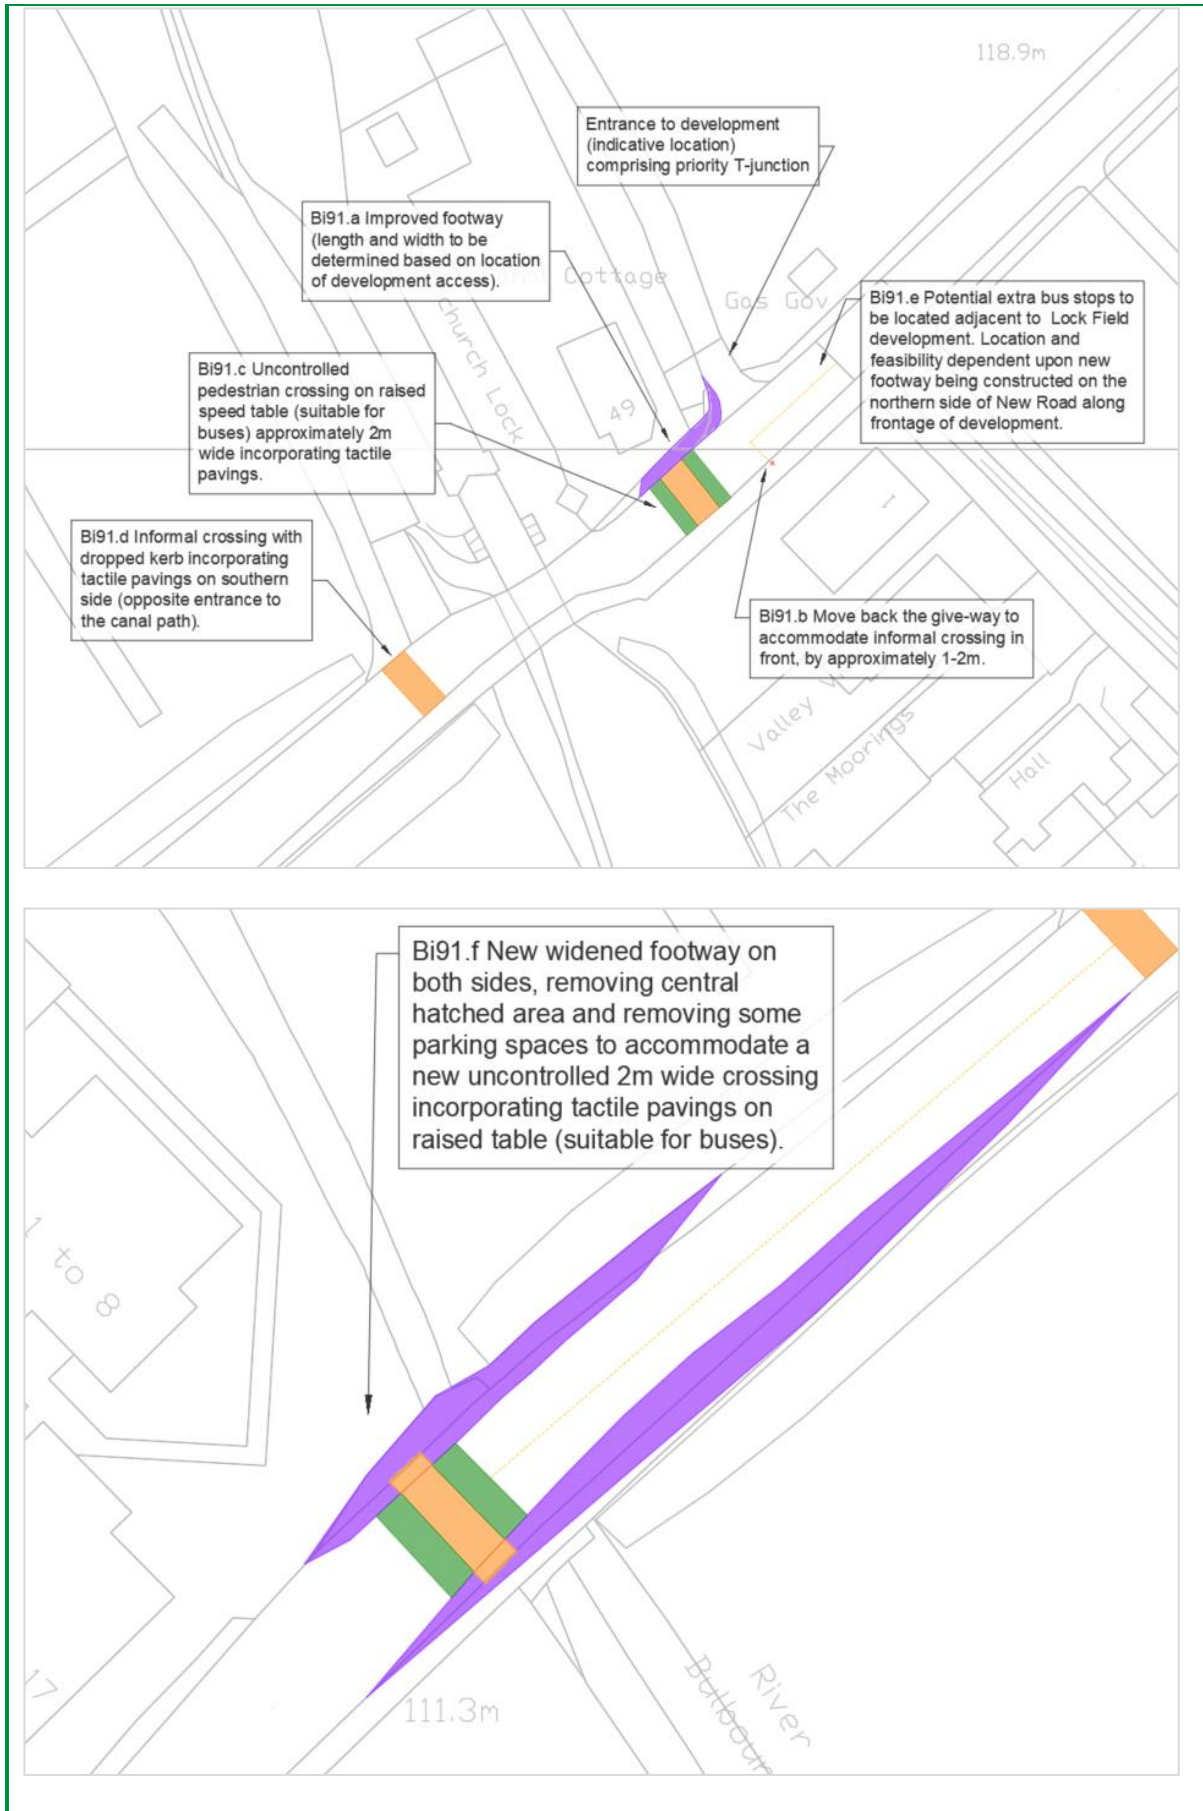 118.9m
Entrance to development
(indicative location)
comprising priority T-junction
Bi91.a Improved footway
(length and width to be
determined based on location
of development access).
Cottage
Gas Gov
Bi91.e Potential extra bus stops to
be located adjacent to Lock Field
development. Location and
feasibility dependent upon new
footway being constructed on the
northern side of New Road along
frontage of development.
church Lock
Bi91.c Uncontrolled
pedestrian crossing on raised
speed table (suitable for
buses) approximately 2m
wide incorporating tactile
pavings.
49
1
Bi91.d Informal crossing with
dropped kerb incorporating
tactile pavings on southern
side (opposite entrance to
the canal path).
Bi91.b Move back the give-way to
accommodate informal crossing in
front, by approximately 1-2m.
Valley
The Moorings
Hall
Bi91.f New widened footway on
both sides, removing central
hatched area and removing some
parking spaces to accommodate a
new uncontrolled 2m wide crossing
incorporating tactile pavings on
raised table (suitable for buses).
1 to 8
17
111.3m
River
Bulbour